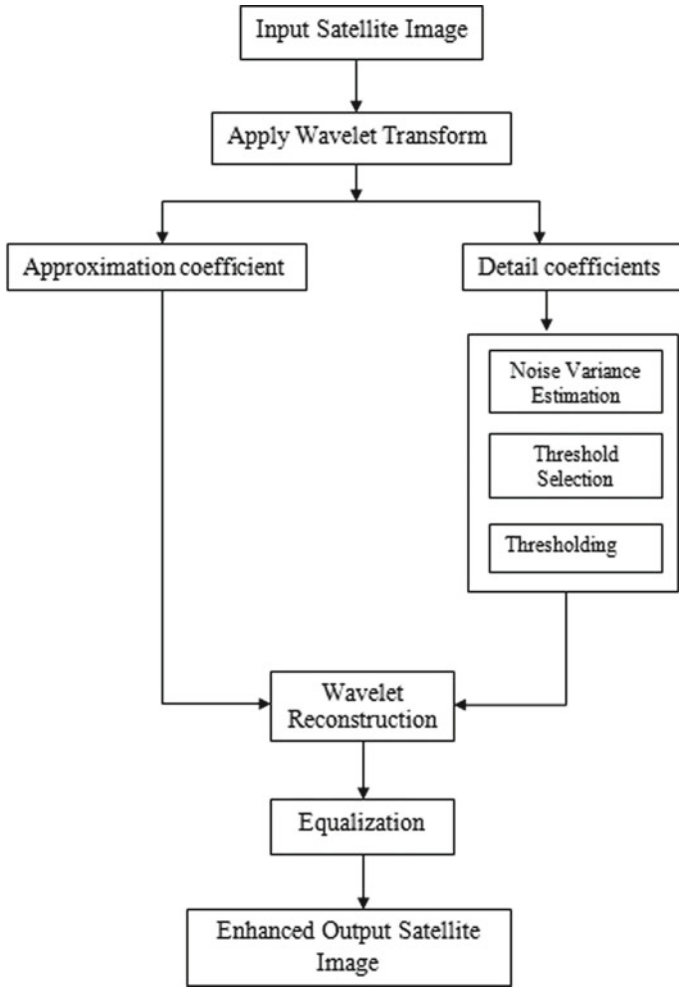 Input Satellite Image
Apply Wavelet Transform
Approximation coefficient
Detail coefficients
Noise Variance
Estimation
Threshold
Selection
Thresholding
Wavelet
Reconstruction
Equalization
Enhanced Output Satellite
Image